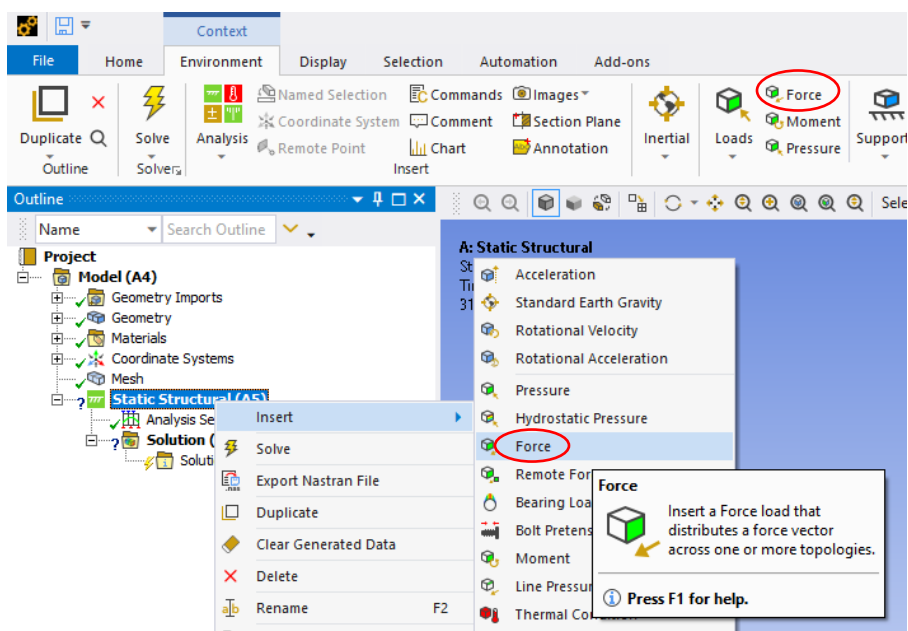 Context
File Home Environment Display Selection Automation Add-ons
Duplicate
Outline
Solve
Solver
Analysis
Named Selection
Coordinate System
Remote Point
Commands
Comment
Chart
Images
Section Plane
Annotation
Insert
Inertial
Loads
Force
Moment
Pressure
Support
Outline
Name Search Outline
Sele
Project
Model (A4)
Geometry Imports
Geometry
Materials
Coordinate Systems
Mesh
Static Structural (A5)
Analysis Se
Solution (
Soluti
A: Static Structural
St
Ti
31
Insert
Solve
Export Nastran File
Duplicate
Clear Generated Data
Delete
Rename F2
Acceleration
Standard Earth Gravity
Rotational Velocity
Rotational Acceleration
Pressure
Hydrostatic Pressure
Force
Remote For
Bearing Loa
Bolt Pretens
Moment
Line Pressur
Thermal Con
Force
Insert a Force load that
distributes a force vector
across one or more topologies.
Press F1 for help.